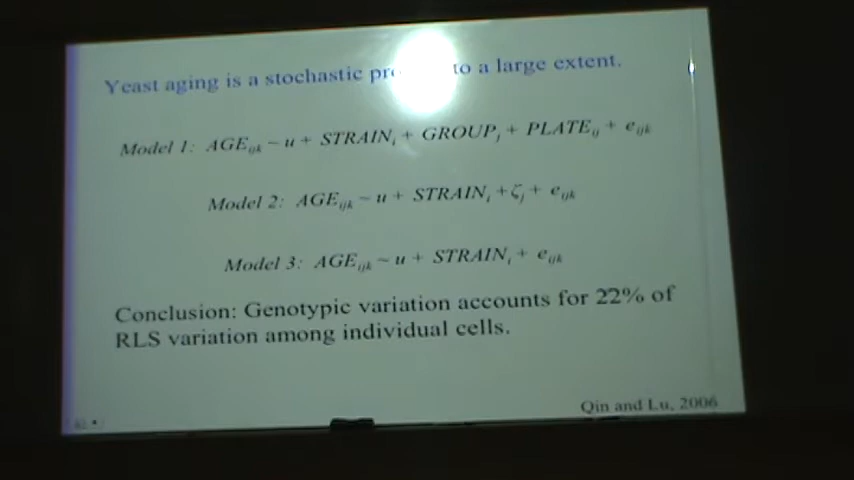 Yeast aging is a stochastic to a large extent.
Model 1: AGE_ijk ~ u + STRAIN_i + GROUP_j + PLATE_ij + e_ijk
Model 2: AGE_ijk ~ u + STRAIN_i + ζ_j + e_ijk
Model 3: AGE_ijk ~ u + STRAIN_i + e_ijk
Conclusion: Genotypic variation accounts for 22% of
RLS variation among individual cells.
Qin and Lu, 2006